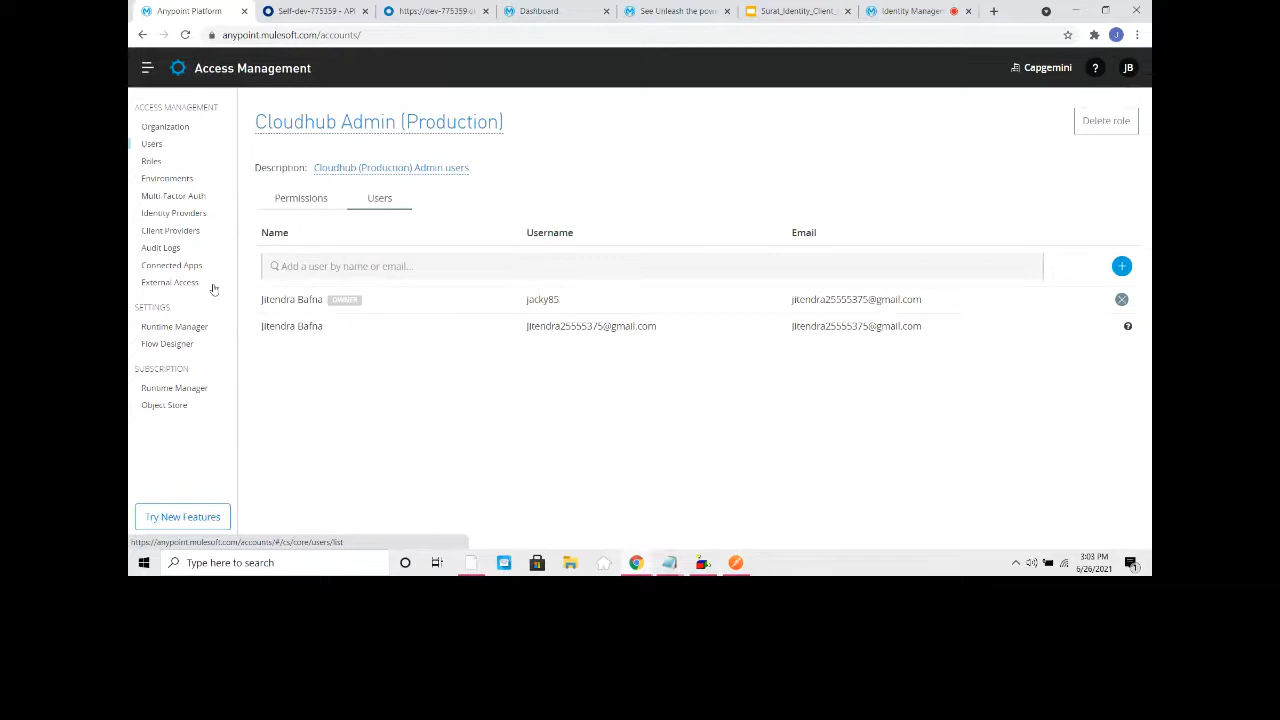 Anypoint Platform
Self-dev-775359 - API
https://dev-775359.ok
Dashboard
See Unleash the pow
Surat_Identity_Client_
Identity Manage
anypoint.mulesoft.com/accounts/
J
Access Management
Capgemini
?
JB
ACCESS MANAGEMENT
Organization
Users
Roles
Environments
Multi Factor Auth
Identity Providers
Client Providers
Audit Logs
Connected Apps
External Access
SETTINGS
Runtime Manager
Flow Designer
SUBSCRIPTION
Runtime Manager
Object Store
Try New Features
Cloudhub Admin (Production)
Delete role
Description: Cloudhub (Production) Admin users
Permissions Users
Name Username Email
Add a user by name or email...
Jitendra Bafna OWNER jacky85 jitendra25555375@gmail.com
Jitendra Bafna Jitendra25555375@gmail.com Jitendra25555375@gmail.com
https://anypoint.mulesoft.com/accounts/#/cs/core/users/list
Type here to search
3:03 PM
6/26/2021
1